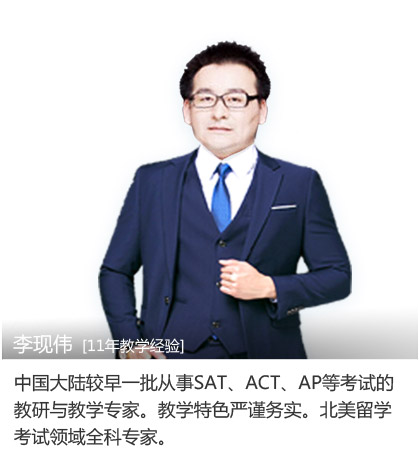 李现伟 [11年教学经验]
中国大陆较早一批从事SAT、ACT、AP等考试的
教研与教学专家。教学特色严谨务实。北美留学
考试领域全科专家。